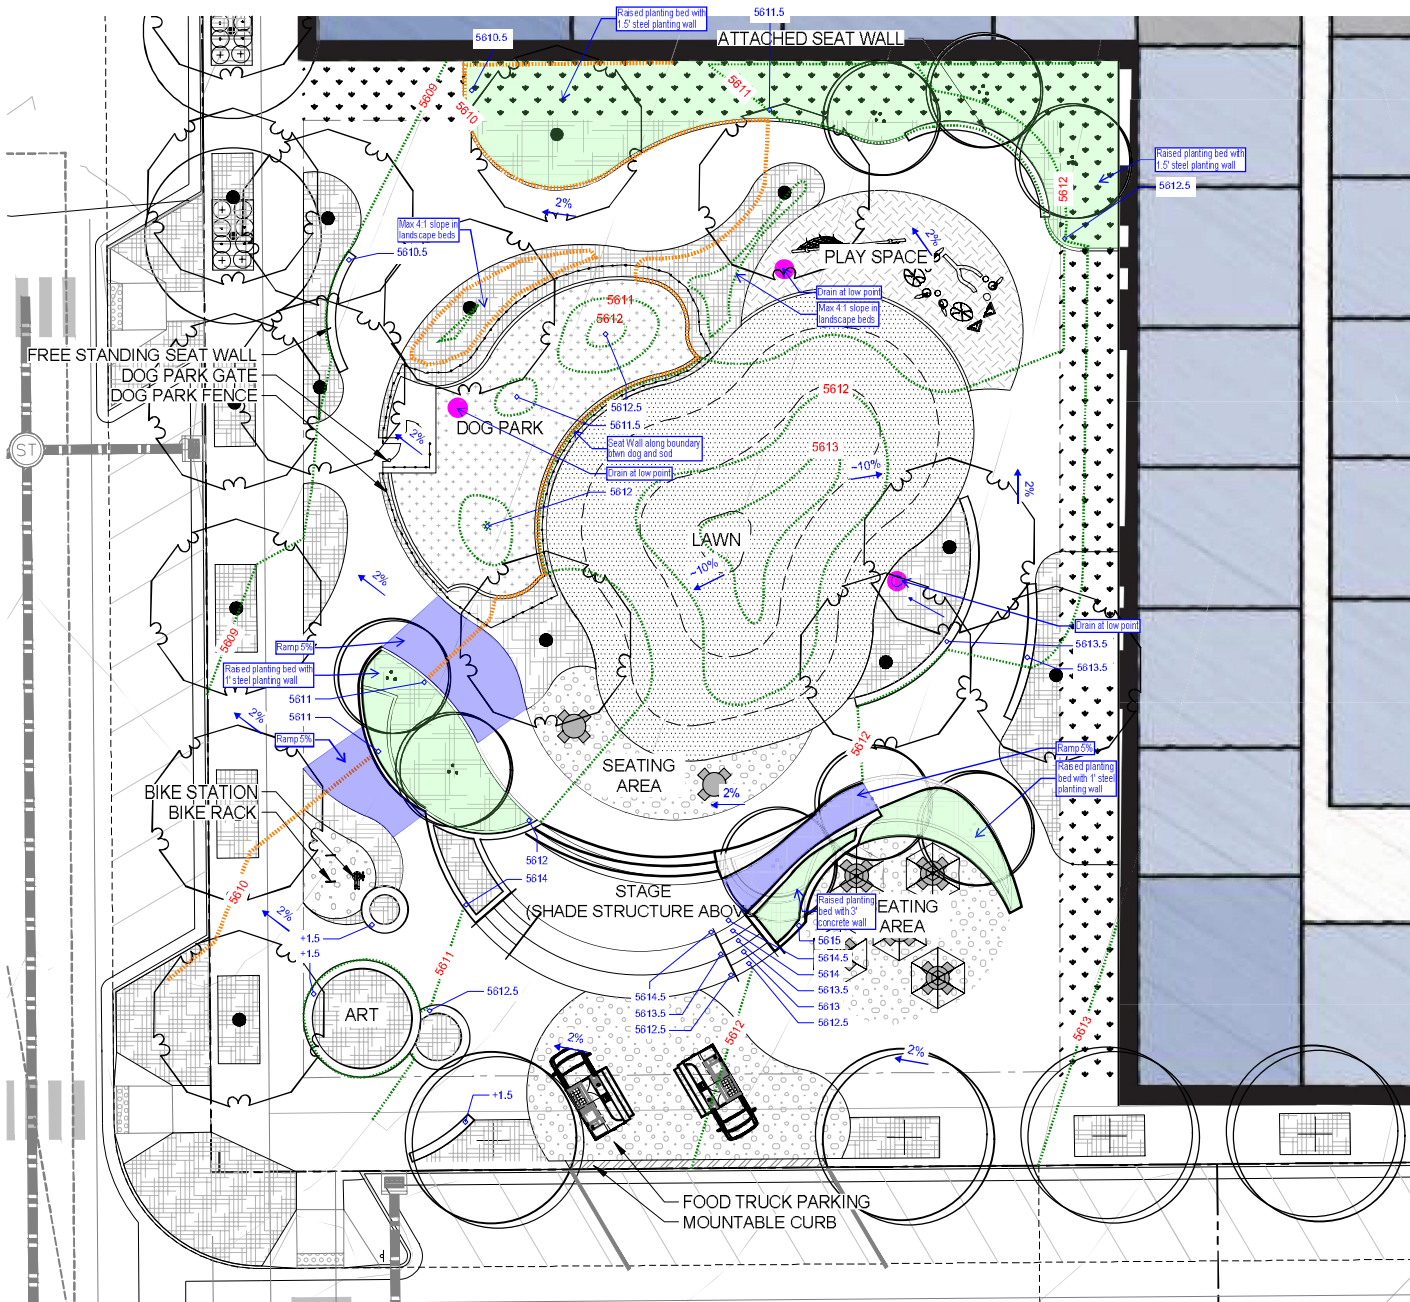 Raised planting bed with
1.5' steel planting wall
5611.5
5610.5
ATTACHED SEAT WALL
5609
5610
5611
Raised planting bed with
1.5' steel planting wall
5612
5612.5
2%
Max 4:1 slope in
landscape beds
5610.5
2%
PLAY SPACE
Drain at low point
Max 4:1 slope in
landscape beds
5611
5612
FREE STANDING SEAT WALL
DOG PARK GATE
DOG PARK FENCE
5612
5612.5
5611.5
DOG PARK
2%
Seat Wall along boundary
btwn dog and sod
5613
ST
Drain at low point
~10%
5612
2%
LAWN
~10%
2%
Drain at low point
5609
Ramp 5%
5613.5
5613.5
Raised planting bed with
1' steel planting wall
5611
2%
5611
Ramp 5%
5612
Ramp 5%
SEATING
AREA
Raised planting
bed with 1' steel
planting wall
BIKE STATION
BIKE RACK
2%
5612
5614
5610
STAGE
(SHADE STRUCTURE ABOV
Raised planting
bed with 3'
concrete wall
EATING
AREA
2%
+1.5
+1.5
5615
5614.5
5614
5613.5
5613
5612.5
5611
5612.5
5614.5
5613.5
5612.5
ART
5612
5613
2%
2%
+1.5
FOOD TRUCK PARKING
MOUNTABLE CURB